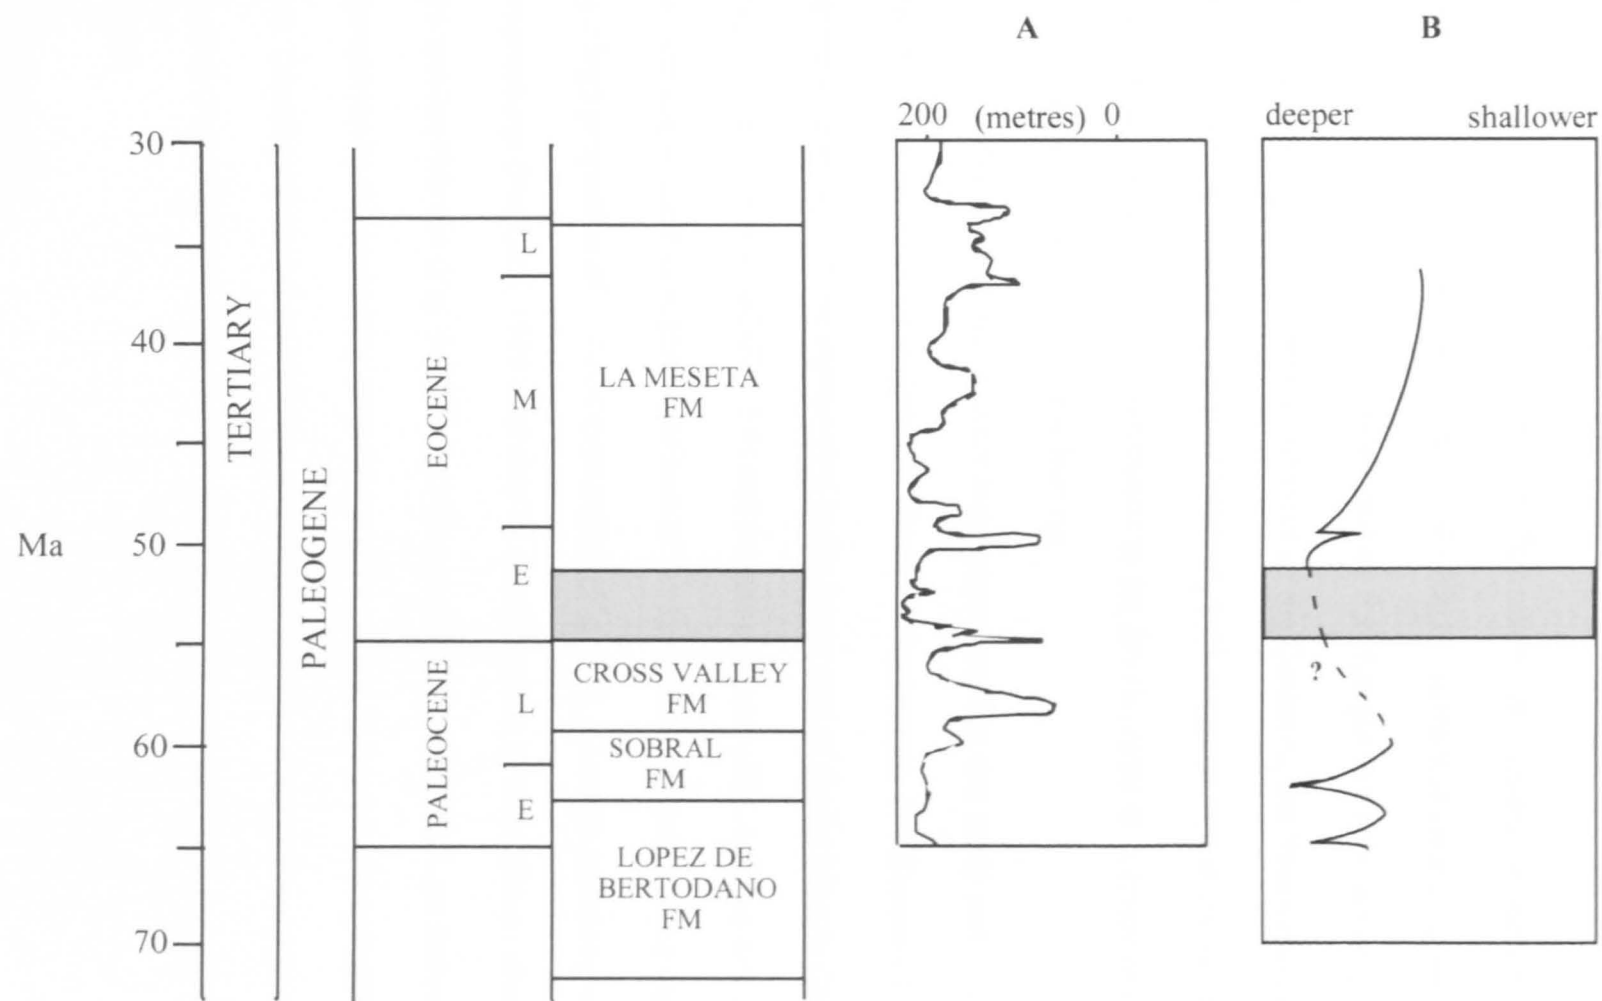 A
B
200 (metres) 0
deeper shallower
30
40
Ma 50
60
70
TERTIARY
PALEOGENE
EOCENE
L
M
E
PALEOCENE
L
E
LA MESETA
FM
CROSS VALLEY
FM
SOBRAL
FM
LOPEZ DE
BERTODANO
FM
?